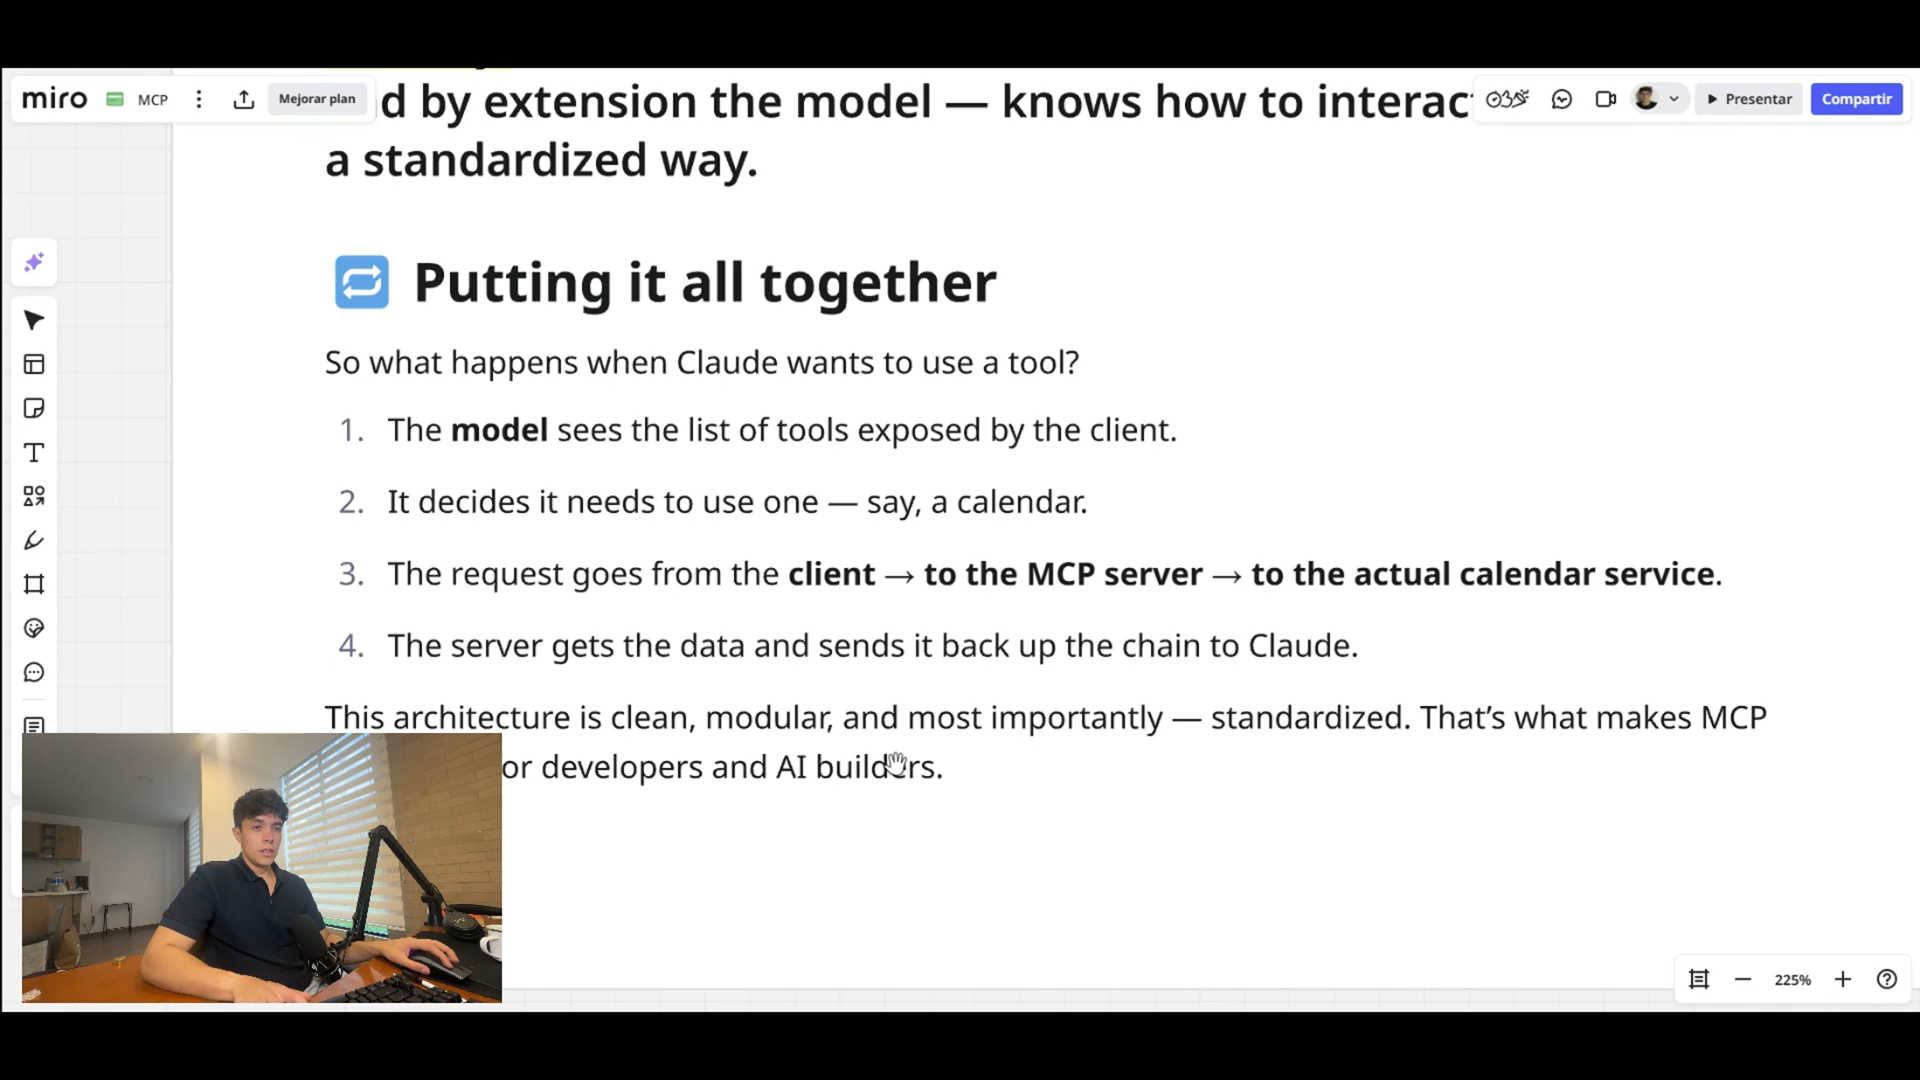 miro MCP Mejorar plan
d by extension the model — knows how to interac
Presentar Compartir
a standardized way.
Putting it all together
So what happens when Claude wants to use a tool?
1. The model sees the list of tools exposed by the client.
2. It decides it needs to use one — say, a calendar.
3. The request goes from the client → to the MCP server → to the actual calendar service.
4. The server gets the data and sends it back up the chain to Claude.
This architecture is clean, modular, and most importantly — standardized. That’s what makes MCP
or developers and AI builders.
225%